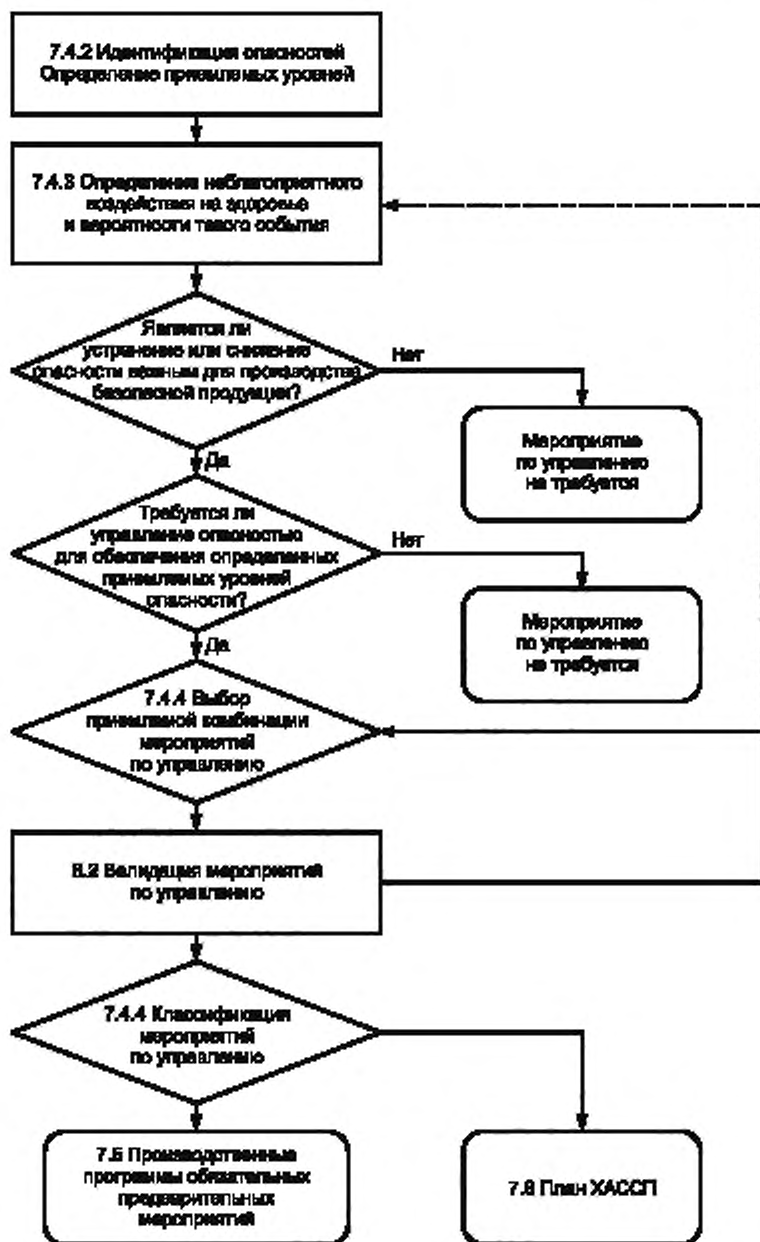 7.4.2 Идентификация опасностей
Определение приемлемых уровней
7.4.3 Определение неблагоприятного
воздействия на здоровье
и вероятности такого события
Является ли
устранение или снижение
опасности важным для производства
безопасной продукции?
Нет
Мероприятие
по управлению
не требуется
Да
Требуется ли
управление опасностью
для обеспечения определенных
приемлемых уровней
опасности?
Нет
Мероприятие
по управлению
не требуется
Да
7.4.4 Выбор
приемлемой комбинации
мероприятий
по управлению
8.2 Валидация мероприятий
по управлению
7.4.4 Классификация
мероприятий
по управлению
7.5 Производственные
программы обязательных
предварительных
мероприятий
7.6 План ХАССП